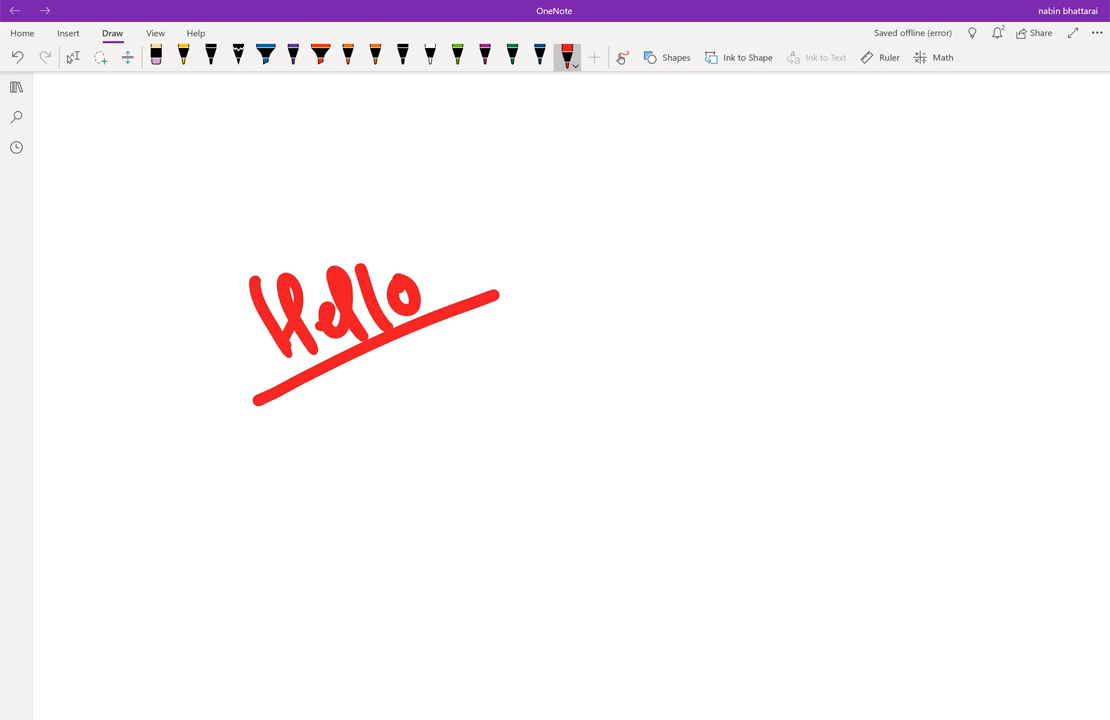 OneNote
nabin bhattarai
Home Insert Draw View Help
Saved offline (error) Share
Shapes Ink to Shape Ink to Text Ruler Math
Hello